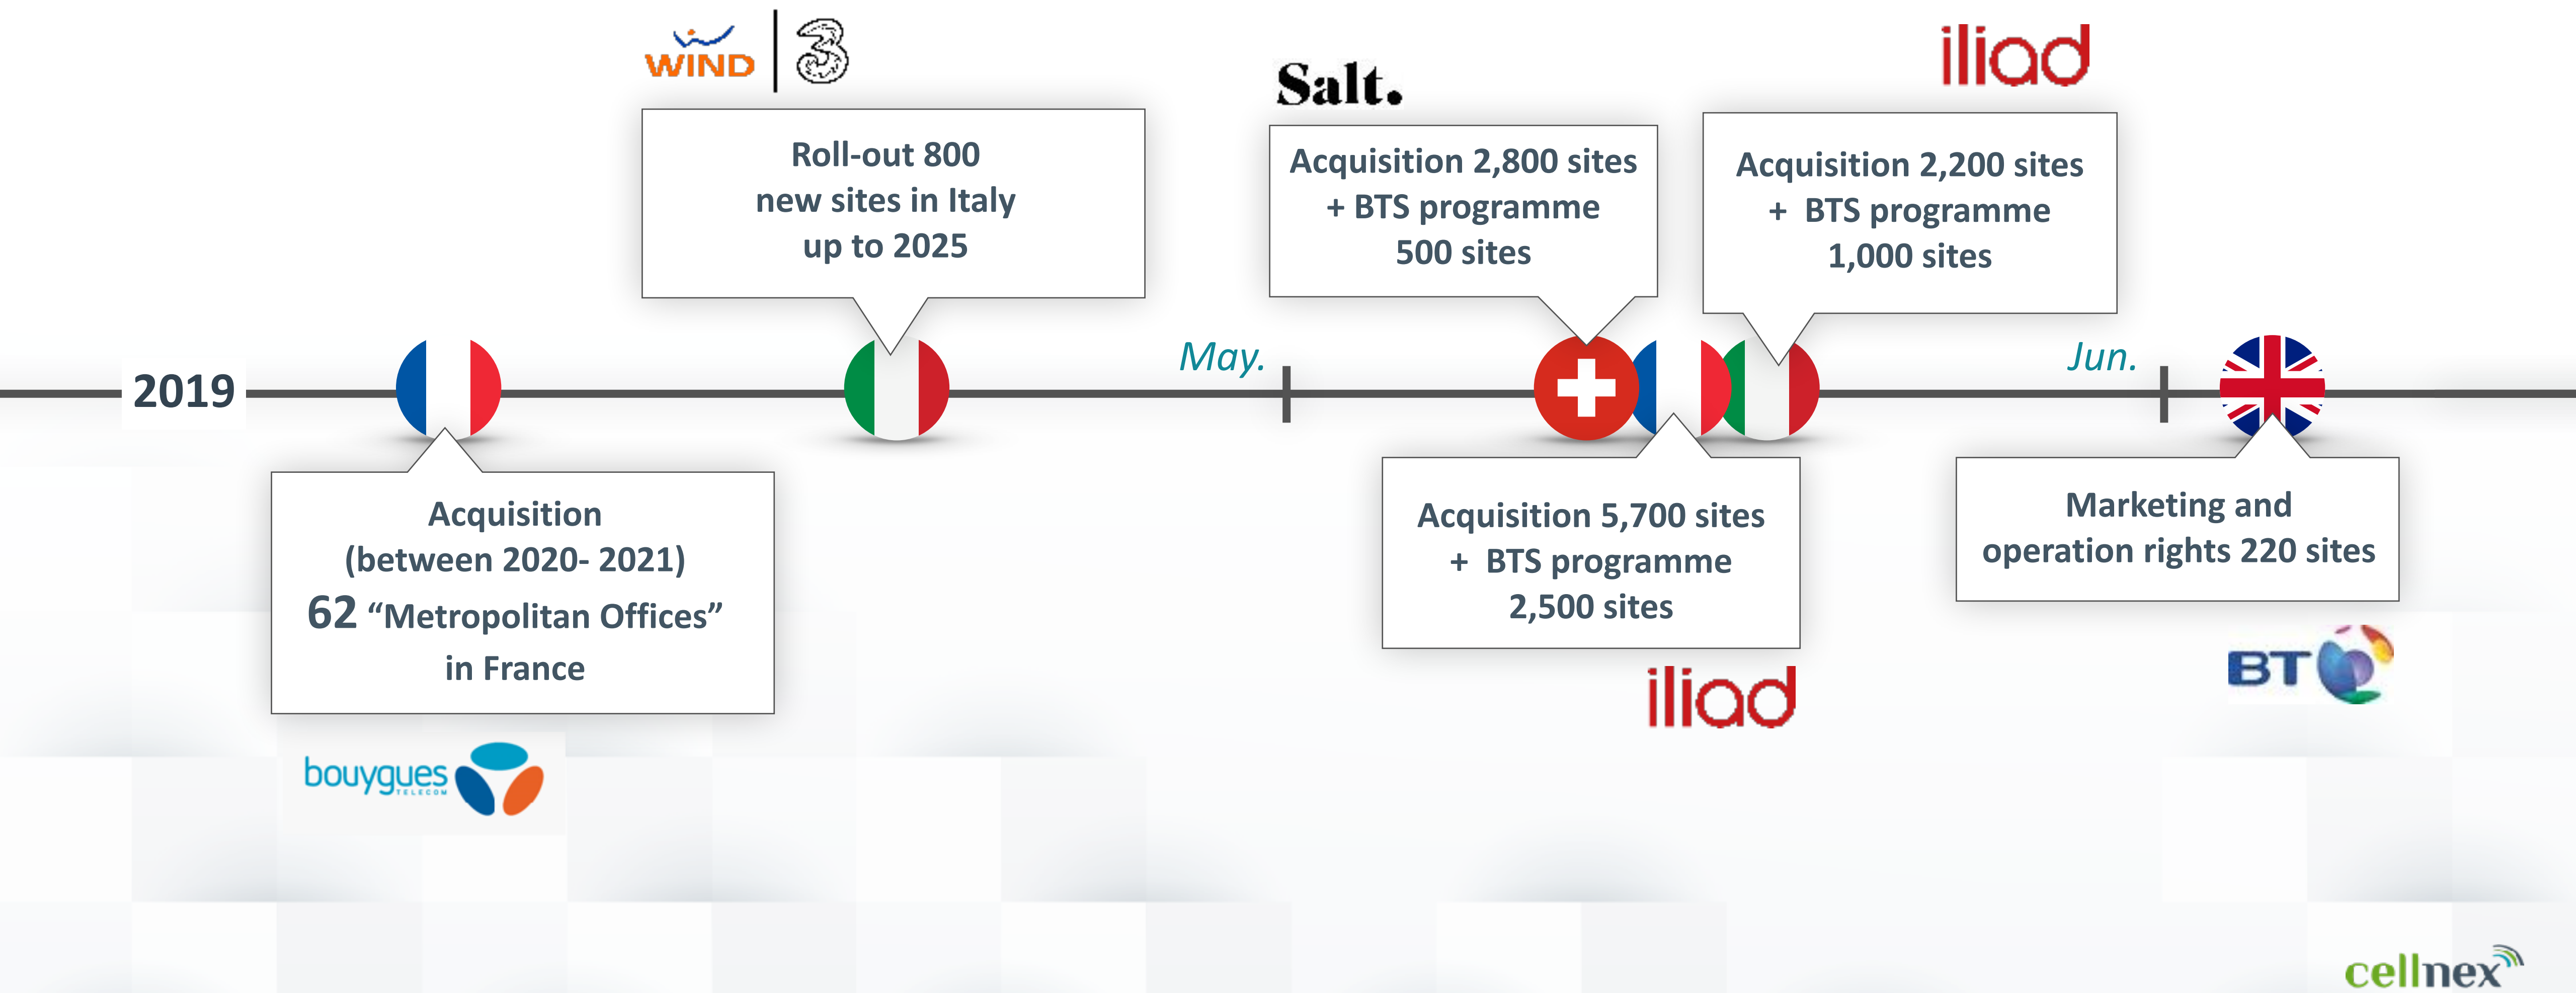 WIND
3
Roll-out 800
new sites in Italy
up to 2025
Salt.
Acquisition 2,800 sites
+ BTS programme
500 sites
iliad
Acquisition 2,200 sites
+ BTS programme
1,000 sites
2019
May.
Jun.
Acquisition
(between 2020- 2021)
62 “Metropolitan Offices”
in France
bouygues
TELECOM
Acquisition 5,700 sites
+ BTS programme
2,500 sites
iliad
Marketing and
operation rights 220 sites
BT
cellnex